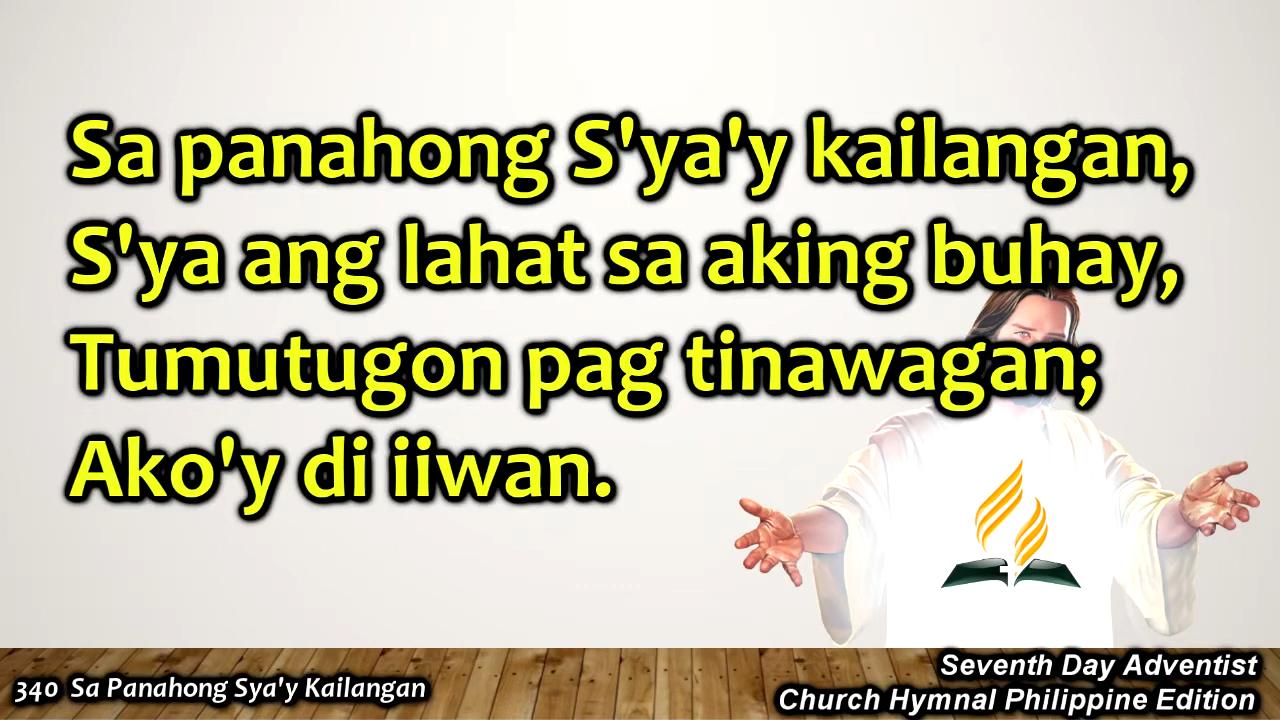 Sa panahong S'ya'y kailangan,
S'ya ang lahat sa aking buhay,
Tumutugon pag tinawagan;
Ako'y di iiwan.
340 Sa Panahong Sya'y Kailangan
Seventh Day Adventist
Church Hymnal Philippine Edition